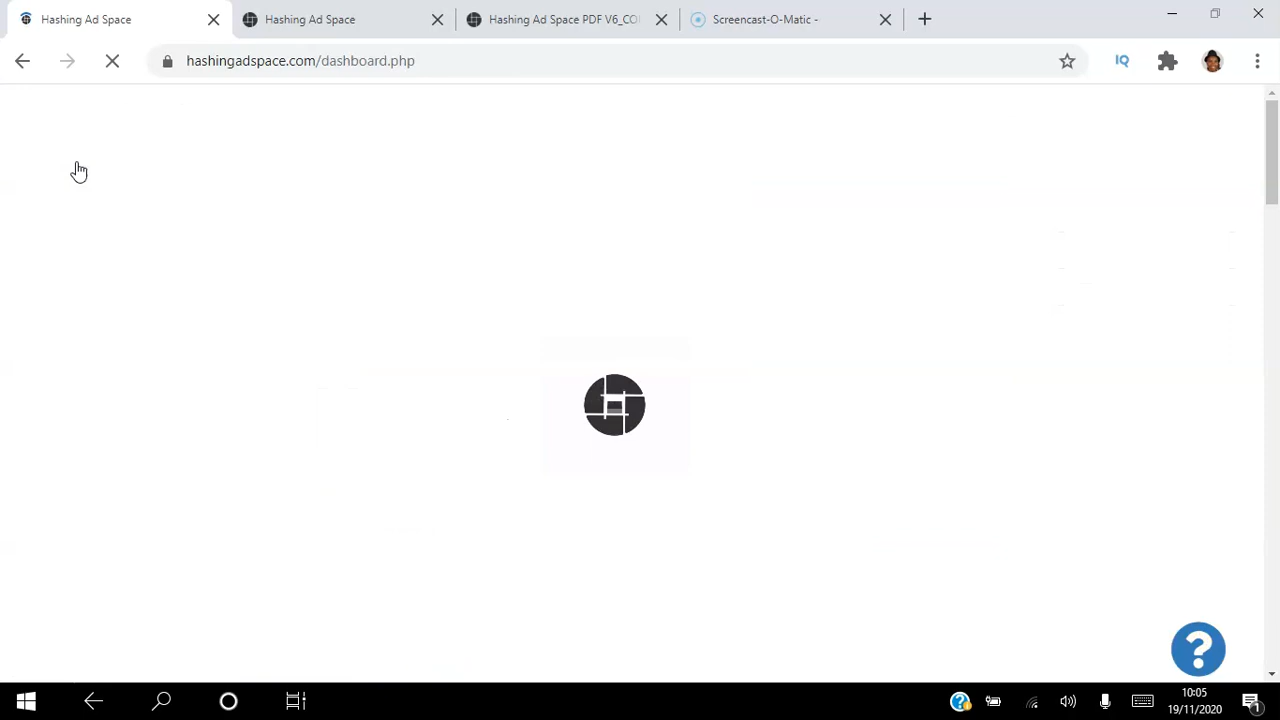 Hashing Ad Space
Hashing Ad Space
Hashing Ad Space PDF V6_CO
Screencast-O-Matic -
hashingadspace.com/dashboard.php
IQ
?
10:05
19/11/2020
1